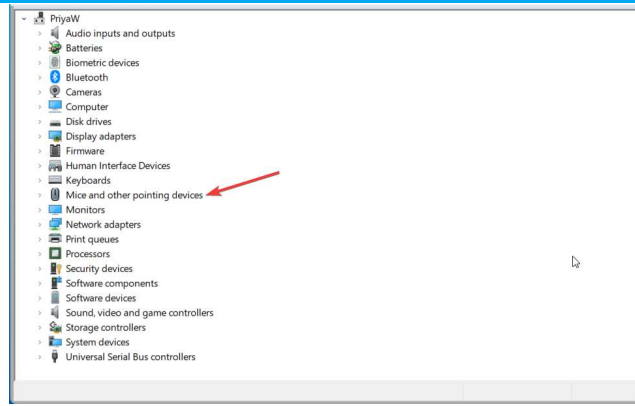 PriyaW
Audio inputs and outputs
Batteries
Biometric devices
Bluetooth
Cameras
Computer
Disk drives
Display adapters
Firmware
Human Interface Devices
Keyboards
Mice and other pointing devices
Monitors
Network adapters
Print queues
Processors
Security devices
Software components
Software devices
Sound, video and game controllers
Storage controllers
System devices
Universal Serial Bus controllers